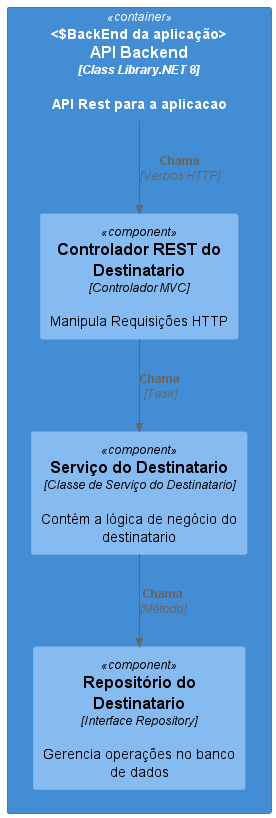 «container»
<$BackEnd da aplicação>
API Backend
[Class Library.NET 8]
API Rest para a aplicacao
Chama
[Verbos HTTP]
«component»
Controlador REST do
Destinatario
[Controlador MVC]
Manipula Requisições HTTP
Chama
[Task]
«component»
Serviço do Destinatario
[Classe de Serviço do Destinatario]
Contém a lógica de negócio do
destinatario
Chama
[Método]
«component»
Repositório do
Destinatario
[Interface Repository]
Gerencia operações no banco
de dados